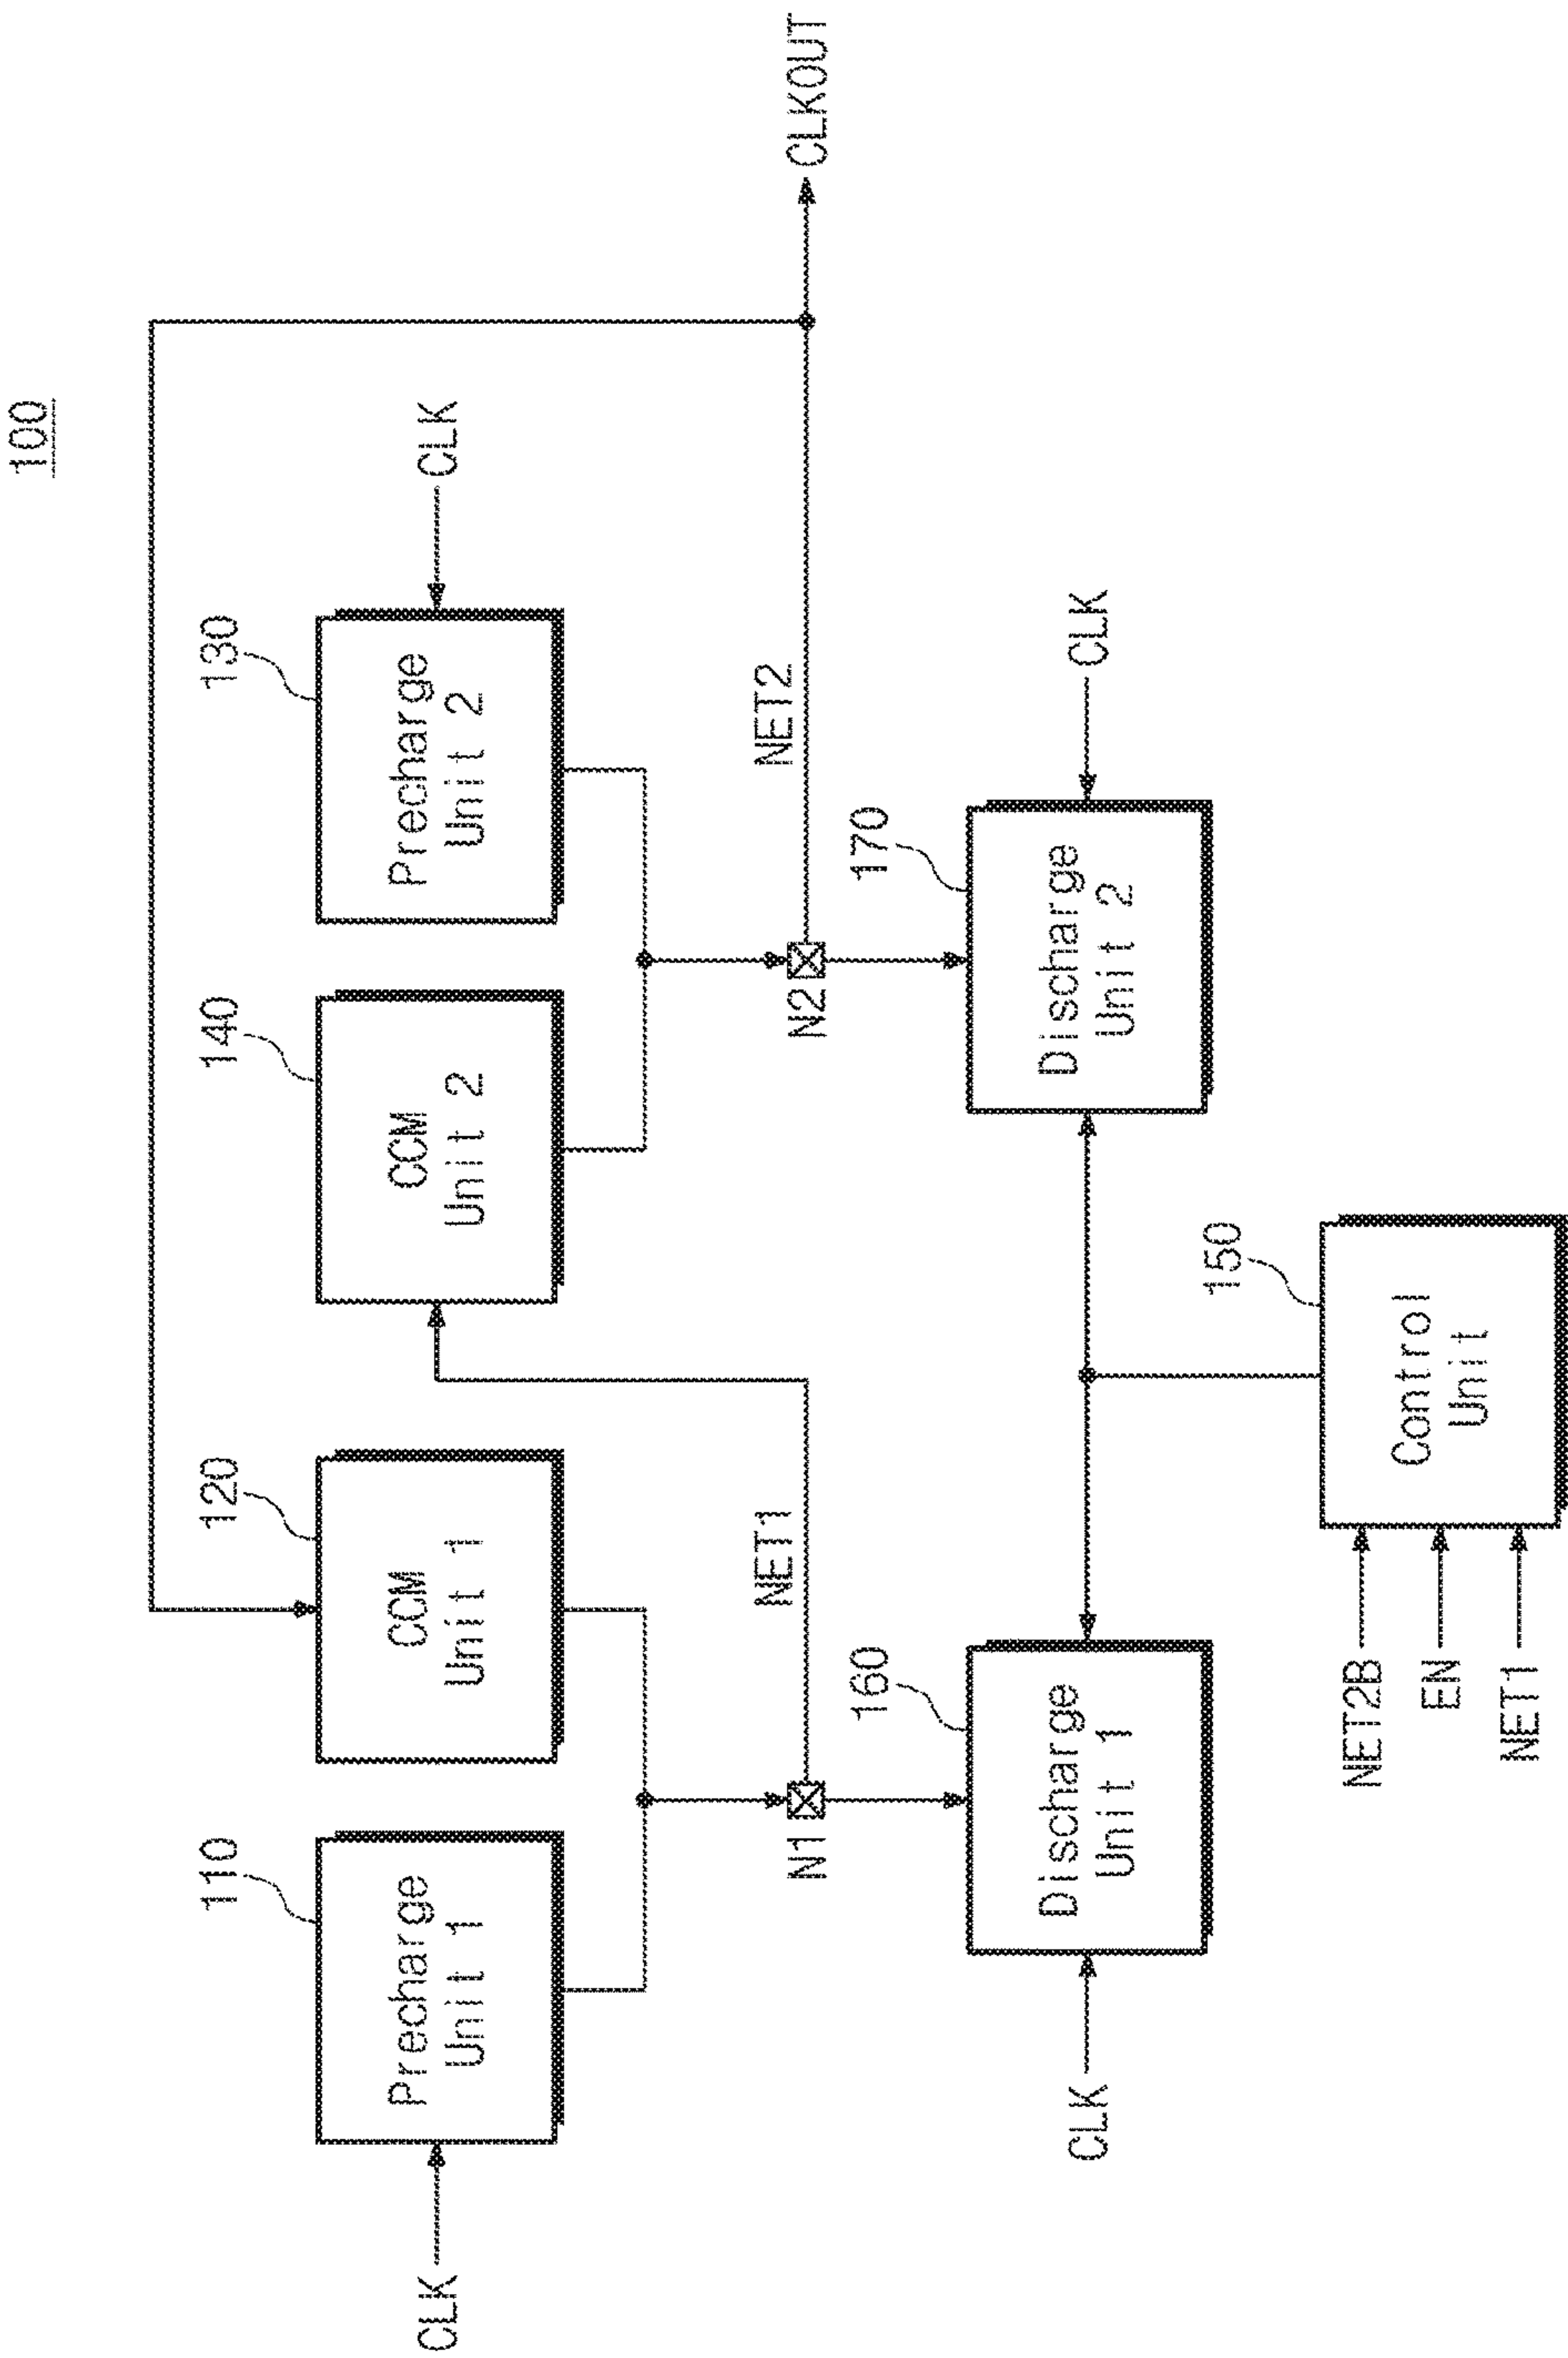 100
110
120
140
130
Precharge
Unit 1
CCM
Unit 1
CCM
Unit 2
Precharge
Unit 2
CLK
CLK
NET1
NET2
N1
N2
CLKOUT
160
170
CLK
Discharge
Unit 1
Discharge
Unit 2
CLK
150
NET2B
EN
NET1
Control
Unit